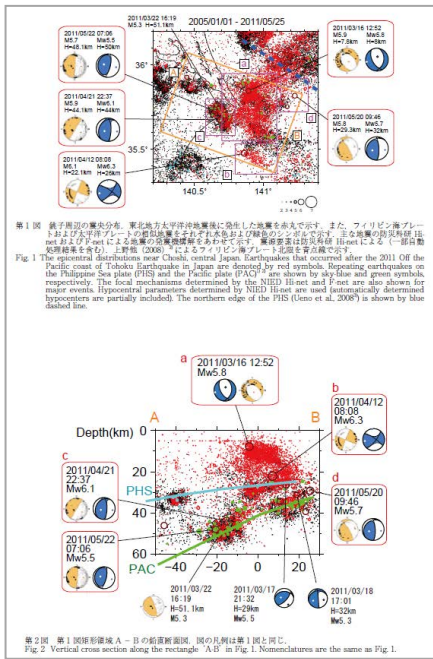 2011/03/22 16:19
M5.3 H=51.1km
2005/01/01 - 2011/05/25
2011/05/22 07:06
M5.7 Mw5.5
H=48.1km H=50km
2011/03/16 12:52
M5.9 Mw5.8
H=7.8km H=8km
2011/04/21 22:37
M5.9 Mw6.1
H=44.1km H=44km
2011/05/20 09:46
M5.8 Mw5.7
H=29.3km H=32km
2011/04/12 08:08
M6.1 Mw6.3
H=22.1km H=26km
36°
35.5°
140.5°
141°
a
b
c
d
A
B
第1図 銚子周辺の震央分布．東北地方太平洋沖地震後に発生した地震を赤丸で示す．また，フィリピン海プレ
ートおよび太平洋プレートの相似地震をそれぞれ水色および緑色のシンボルで示す．主な地震の防災科研 Hi-
net および F-net による地震の発震機構解をあわせて示す．震源要素は防災科研 Hi-net による（一部自動
処理結果を含む）．上野他（2008）³⁾によるフィリピン海プレート北限を青点線で示す．
Fig. 1 The epicentral distributions near Choshi, central Japan. Earthquakes that occurred after the 2011 Off the
Pacific coast of Tohoku Earthquake in Japan are denoted by red symbols. Repeating earthquakes on
the Philippine Sea plate (PHS) and the Pacific plate (PAC) are shown by sky-blue and green symbols,
respectively. The focal mechanisms determined by the NIED Hi-net and F-net are also shown for
major events. Hypocentral parameters determined by NIED Hi-net are used (automatically determined
hypocenters are partially included). The northern edge of the PHS (Ueno et al., 2008³⁾) is shown by blue
dashed line.
a
2011/03/16 12:52
Mw5.8
b
2011/04/12
08:08
Mw6.3
A
B
Depth(km)
0
20
40
60
c
2011/04/21
22:37
Mw6.1
PHS
d
2011/05/20
09:46
Mw5.7
2011/05/22
07:06
Mw5.5
PAC
-40 -20 0 20
2011/03/22
16:19
H=51.1km
M5.3
2011/03/17
21:32
H=29km
Mw5.5
2011/03/18
17:01
H=32km
Mw5.3
第2図 第1図矩形領域 A－B の鉛直断面図．図の凡例は第1図と同じ．
Fig. 2 Vertical cross section along the rectangle 'A-B' in Fig. 1. Nomenclatures are the same as Fig. 1.